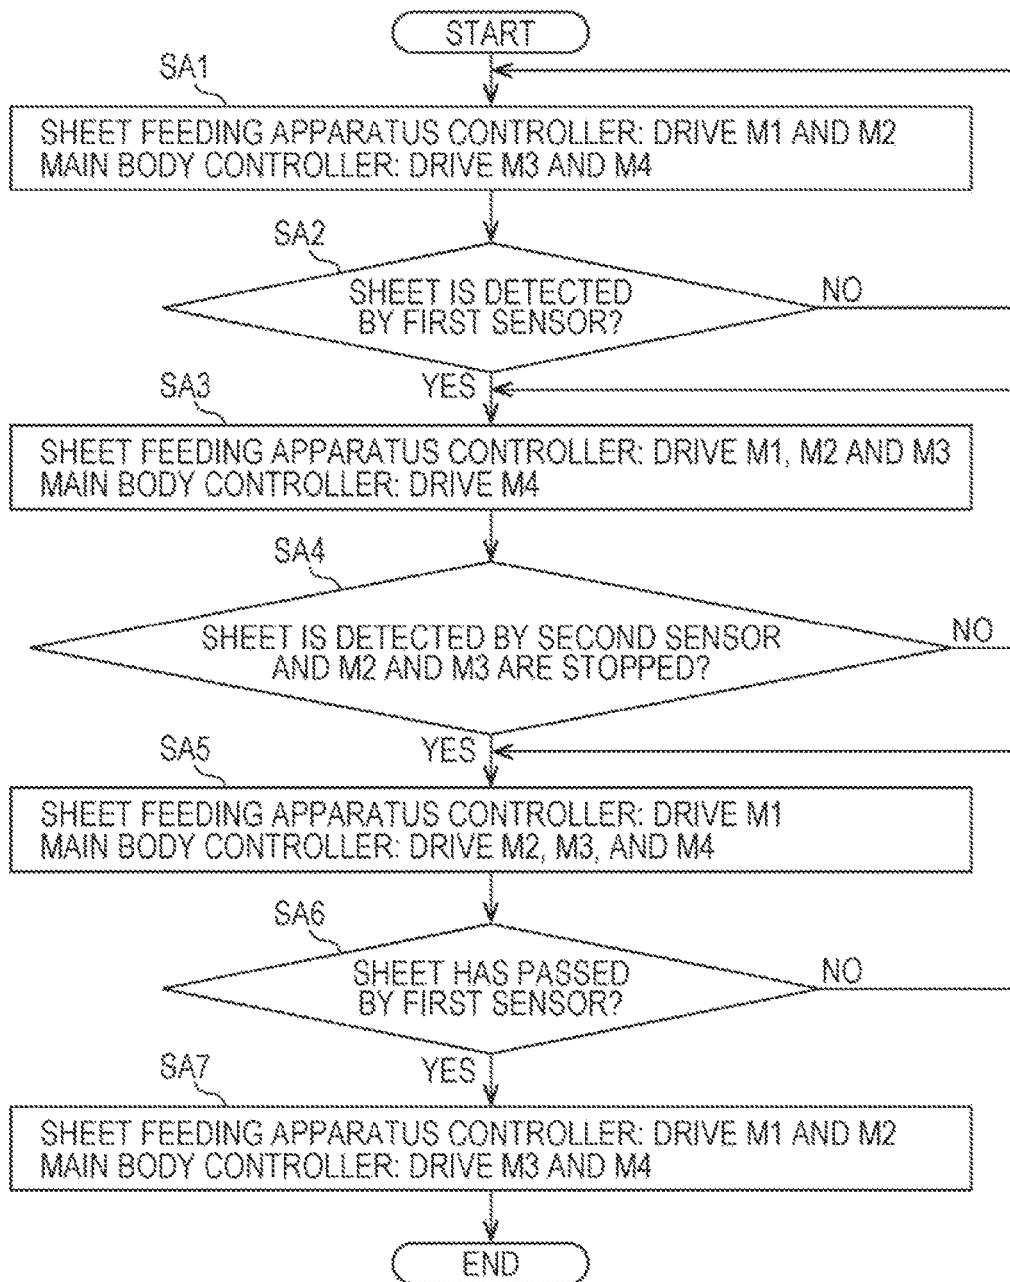 START
SA1
SHEET FEEDING APPARATUS CONTROLLER: DRIVE M1 AND M2
MAIN BODY CONTROLLER: DRIVE M3 AND M4
SA2
SHEET IS DETECTED
BY FIRST SENSOR?
NO
YES
SA3
SHEET FEEDING APPARATUS CONTROLLER: DRIVE M1, M2 AND M3
MAIN BODY CONTROLLER: DRIVE M4
SA4
SHEET IS DETECTED BY SECOND SENSOR
AND M2 AND M3 ARE STOPPED?
NO
YES
SA5
SHEET FEEDING APPARATUS CONTROLLER: DRIVE M1
MAIN BODY CONTROLLER: DRIVE M2, M3, AND M4
SA6
SHEET HAS PASSED
BY FIRST SENSOR?
NO
YES
SA7
SHEET FEEDING APPARATUS CONTROLLER: DRIVE M1 AND M2
MAIN BODY CONTROLLER: DRIVE M3 AND M4
END